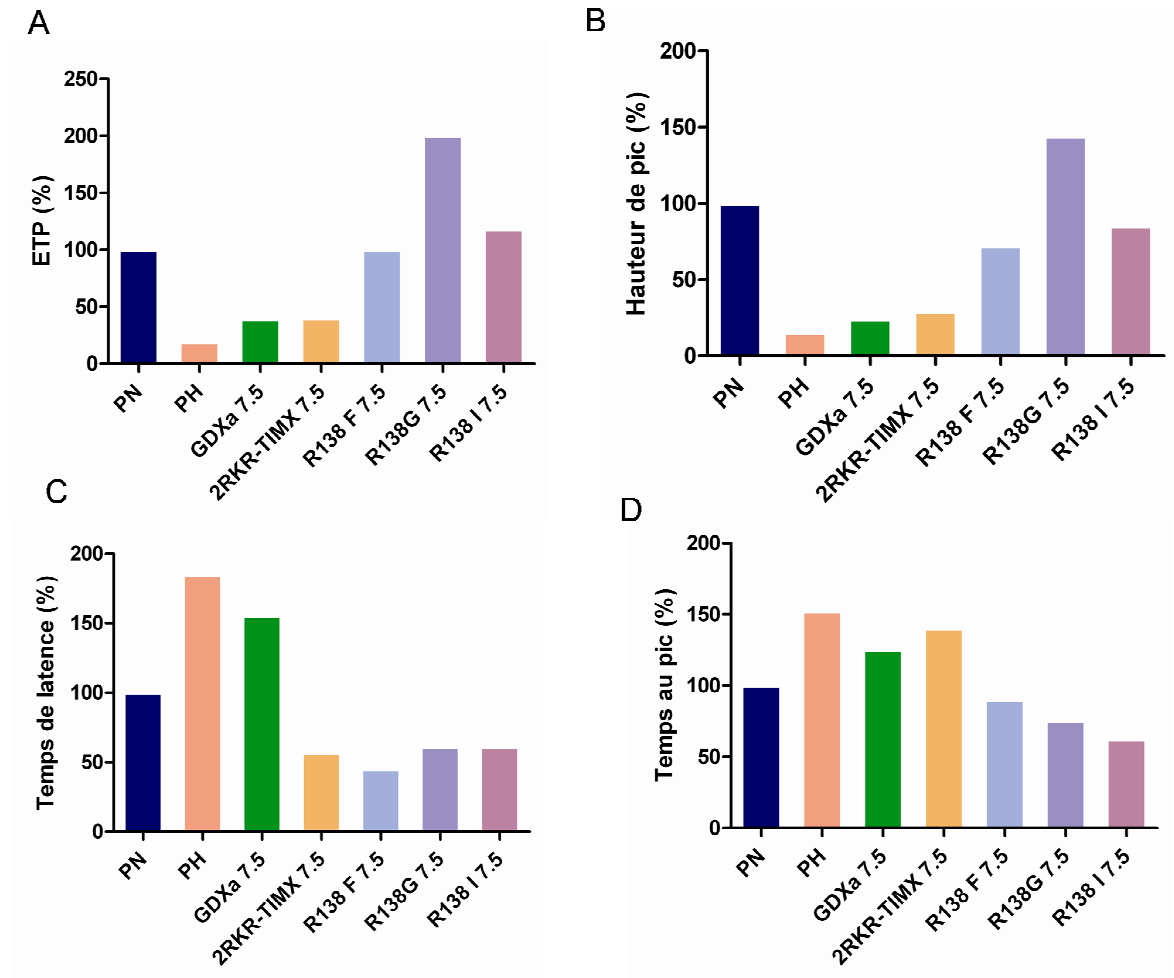 A
ETP (%)
250
200
150
100
50
0
PN
PH
GDXa 7.5
2RKR-TIMX 7.5
R138 F 7.5
R138G 7.5
R138 I 7.5
B
Hauteur de pic (%)
200
150
100
50
0
PN
PH
GDXa 7.5
2RKR-TIMX 7.5
R138 F 7.5
R138G 7.5
R138 I 7.5
C
Temps de latence (%)
200
150
100
50
0
PN
PH
GDXa 7.5
2RKR-TIMX 7.5
R138 F 7.5
R138G 7.5
R138 I 7.5
D
Temps au pic (%)
200
150
100
50
0
PN
PH
GDXa 7.5
2RKR-TIMX 7.5
R138 F 7.5
R138G 7.5
R138 I 7.5